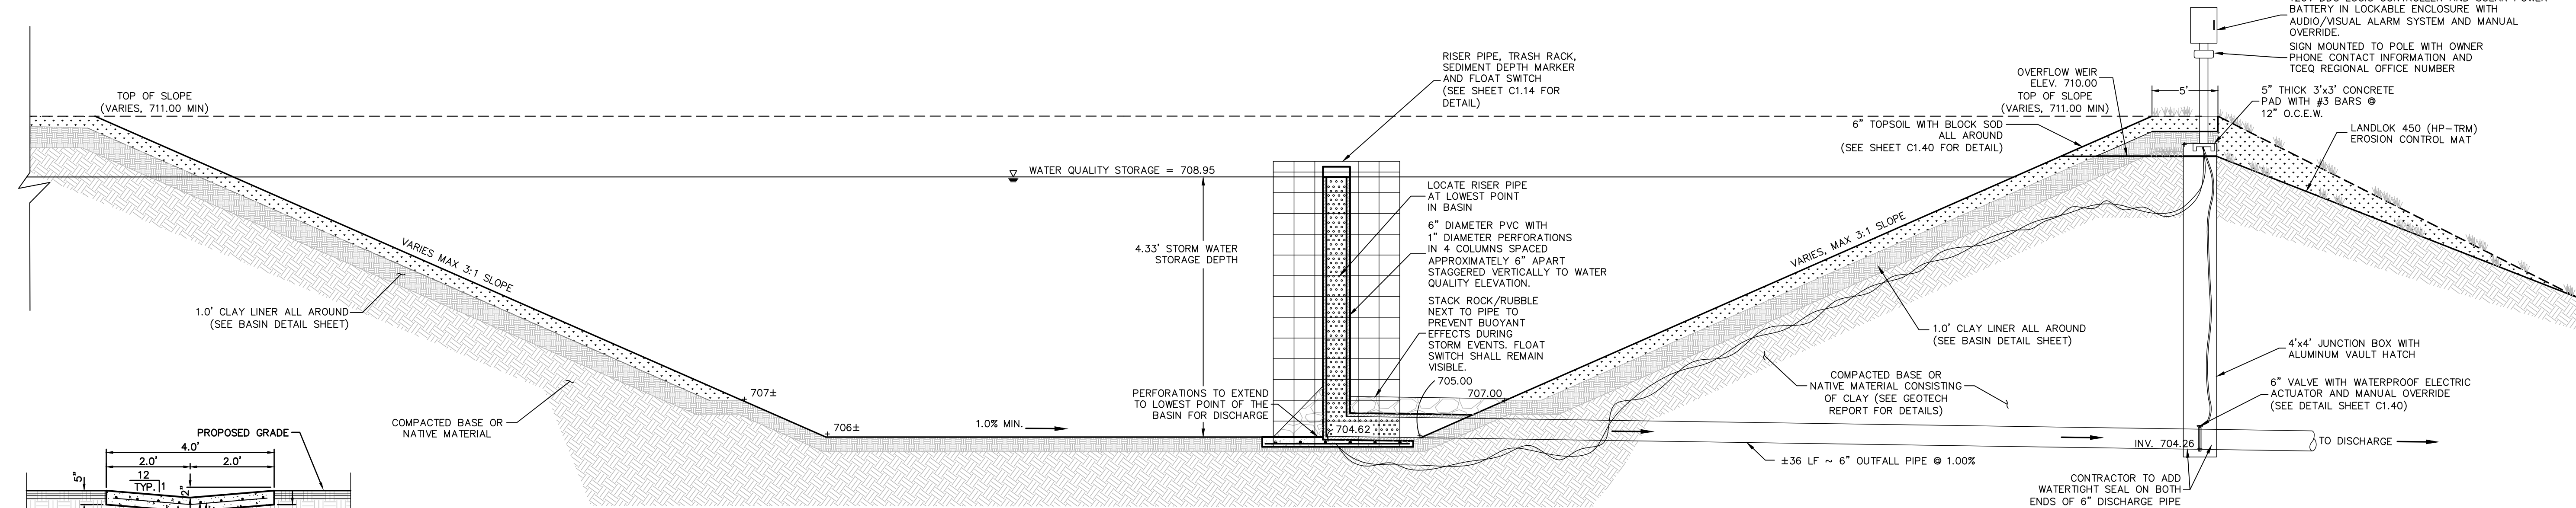 TOP OF SLOPE
(VARIES, 711.00 MIN)
VARIES MAX 3:1 SLOPE
1.0' CLAY LINER ALL AROUND
(SEE BASIN DETAIL SHEET)
COMPACTED BASE OR
NATIVE MATERIAL
707±
706±
1.0% MIN.
WATER QUALITY STORAGE = 708.95
4.33' STORM WATER
STORAGE DEPTH
PERFORATIONS TO EXTEND
TO LOWEST POINT OF THE
BASIN FOR DISCHARGE
RISER PIPE, TRASH RACK,
SEDIMENT DEPTH MARKER
AND FLOAT SWITCH
(SEE SHEET C1.14 FOR
DETAIL)
LOCATE RISER PIPE
AT LOWEST POINT
IN BASIN
6" DIAMETER PVC WITH
1" DIAMETER PERFORATIONS
IN 4 COLUMNS SPACED
APPROXIMATELY 6" APART
STAGGERED VERTICALLY TO WATER
QUALITY ELEVATION.
STACK ROCK/RUBBLE
NEXT TO PIPE TO
PREVENT BUOYANT
EFFECTS DURING
STORM EVENTS. FLOAT
SWITCH SHALL REMAIN
VISIBLE.
705.00
707.00
704.62
VARIES, MAX 3:1 SLOPE
1.0' CLAY LINER ALL AROUND
(SEE BASIN DETAIL SHEET)
COMPACTED BASE OR
NATIVE MATERIAL CONSISTING
OF CLAY (SEE GEOTECH
REPORT FOR DETAILS)
±36 LF ~ 6" OUTFALL PIPE @ 1.00%
OVERFLOW WEIR
ELEV. 710.00
TOP OF SLOPE
(VARIES, 711.00 MIN)
6" TOPSOIL WITH BLOCK SOD
ALL AROUND
(SEE SHEET C1.40 FOR DETAIL)
5'
BATTERY IN LOCKABLE ENCLOSURE WITH
AUDIO/VISUAL ALARM SYSTEM AND MANUAL
OVERRIDE.
SIGN MOUNTED TO POLE WITH OWNER
PHONE CONTACT INFORMATION AND
TCEQ REGIONAL OFFICE NUMBER
5" THICK 3'x3' CONCRETE
PAD WITH #3 BARS @
12" O.C.E.W.
LANDLOK 450 (HP-TRM)
EROSION CONTROL MAT
4'x4' JUNCTION BOX WITH
ALUMINUM VAULT HATCH
6" VALVE WITH WATERPROOF ELECTRIC
ACTUATOR AND MANUAL OVERRIDE
(SEE DETAIL SHEET C1.40)
INV. 704.26
TO DISCHARGE
CONTRACTOR TO ADD
WATERTIGHT SEAL ON BOTH
ENDS OF 6" DISCHARGE PIPE
PROPOSED GRADE
4.0'
2.0' 2.0'
12
TYP. 1
5"
2"